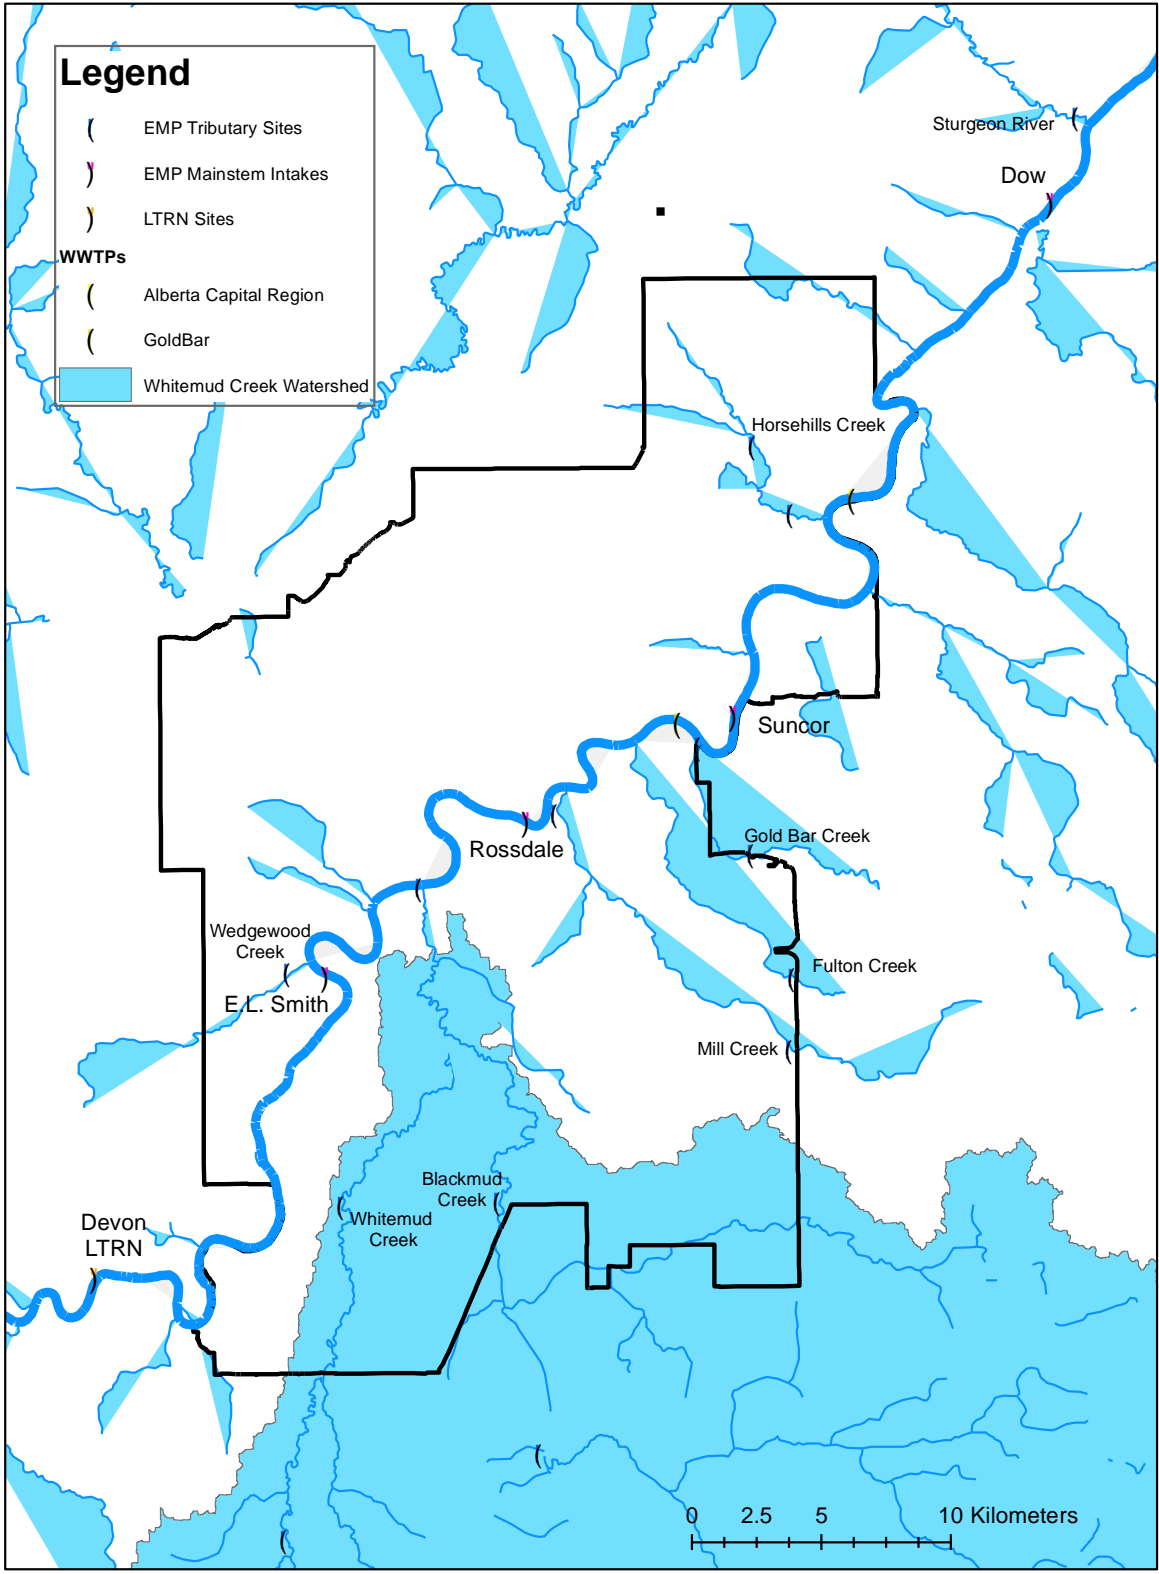 Legend
EMP Tributary Sites
EMP Mainstem Intakes
LTRN Sites
WWTPs
Alberta Capital Region
GoldBar
Whitemud Creek Watershed
Sturgeon River
Dow
Horsehills Creek
Suncor
Rossdale
Gold Bar Creek
Wedgewood
Creek
E.L. Smith
Fulton Creek
Mill Creek
Blackmud
Creek
Whitemud
Creek
Devon
LTRN
0 2.5 5 10 Kilometers